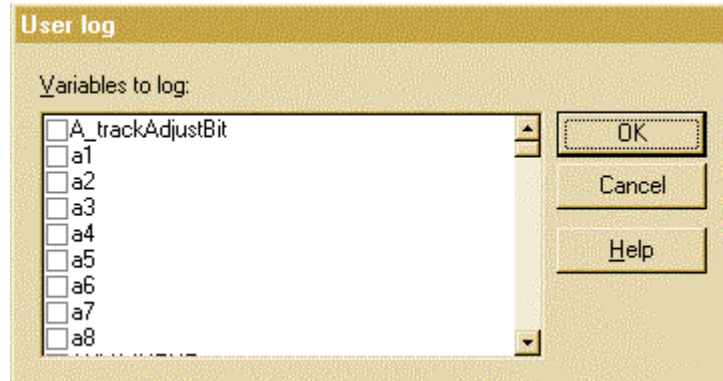 User log
Variables to log:
A_trackAdjustBit
a1
a2
a3
a4
a5
a6
a7
a8
OK
Cancel
Help